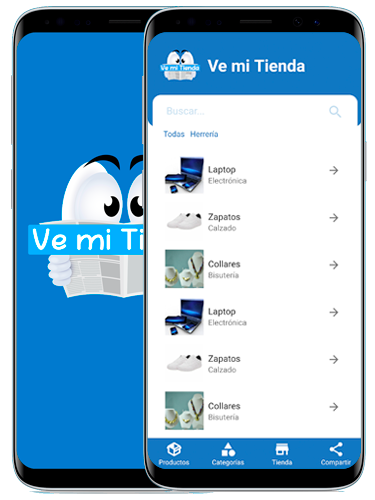 Ve mi Ti
Ve mi Tienda
Ve mi Tienda
Buscar...
Todas Herreria
Laptop
Electrónica
Zapatos
Calzado
Collares
Bisutería
Laptop
Electrónica
Zapatos
Calzado
Collares
Bisutería
Productos Categorías Tienda Compartir